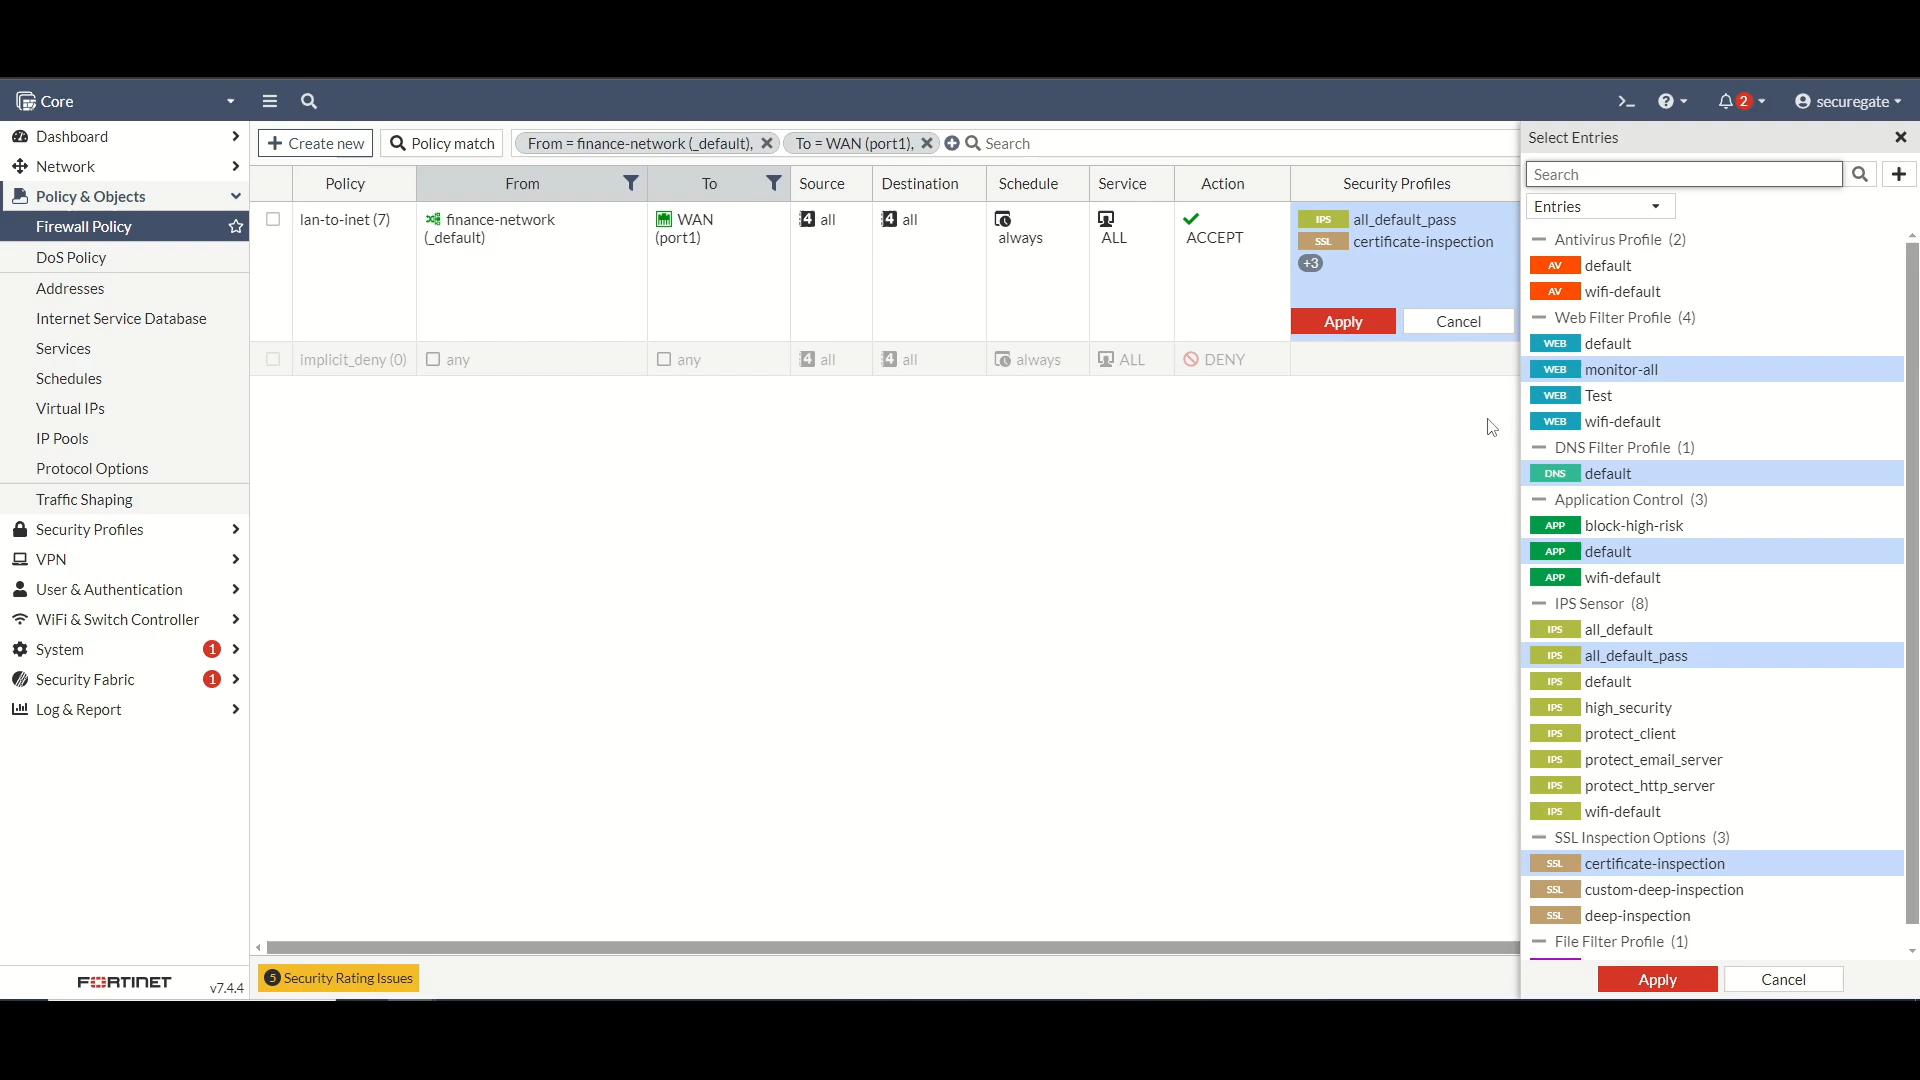 Core
2
securegate
Dashboard
Network
Policy & Objects
Firewall Policy
DoS Policy
Addresses
Internet Service Database
Services
Schedules
Virtual IPs
IP Pools
Protocol Options
Traffic Shaping
Security Profiles
VPN
User & Authentication
WiFi & Switch Controller
System 1
Security Fabric 1
Log & Report
FORTINET v7.4.4
Create new
Policy match
From = finance-network (_default),
To = WAN (port1),
Search
Policy From To Source Destination Schedule Service Action Security Profiles
lan-to-inet (7)
finance-network
(_default)
WAN
(port1)
4 all
4 all
always
ALL
ACCEPT
IPS all_default_pass
SSL certificate-inspection
+3
Apply Cancel
implicit_deny (0) any any 4 all 4 all always ALL DENY
5 Security Rating Issues
Select Entries
Search
Entries
Antivirus Profile (2)
AV default
AV wifi-default
Web Filter Profile (4)
WEB default
WEB monitor-all
WEB Test
WEB wifi-default
DNS Filter Profile (1)
DNS default
Application Control (3)
APP block-high-risk
APP default
APP wifi-default
IPS Sensor (8)
IPS all_default
IPS all_default_pass
IPS default
IPS high_security
IPS protect_client
IPS protect_email_server
IPS protect_http_server
IPS wifi-default
SSL Inspection Options (3)
SSL certificate-inspection
SSL custom-deep-inspection
SSL deep-inspection
File Filter Profile (1)
Apply Cancel